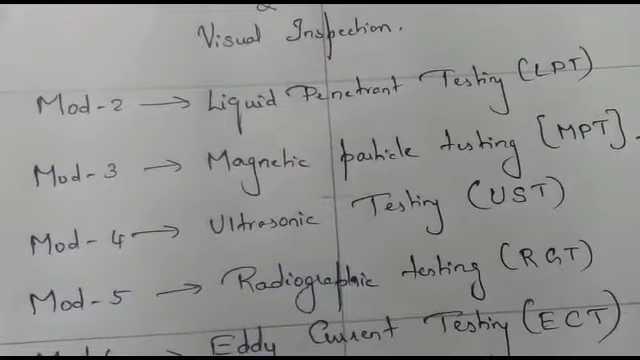 &
Visual Inspection.
Mod-2 → Liquid Penetrant Testing (LPT)
Mod-3 → Magnetic particle testing [MPT].
Mod-4 → Ultrasonic Testing (UST)
Mod-5 → Radiographic testing (RGT)
Eddy Current Testing (ECT)